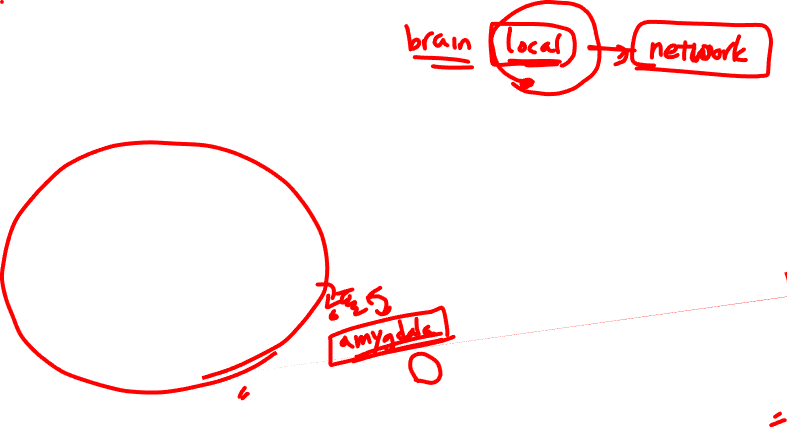 brain local → network
amygdala